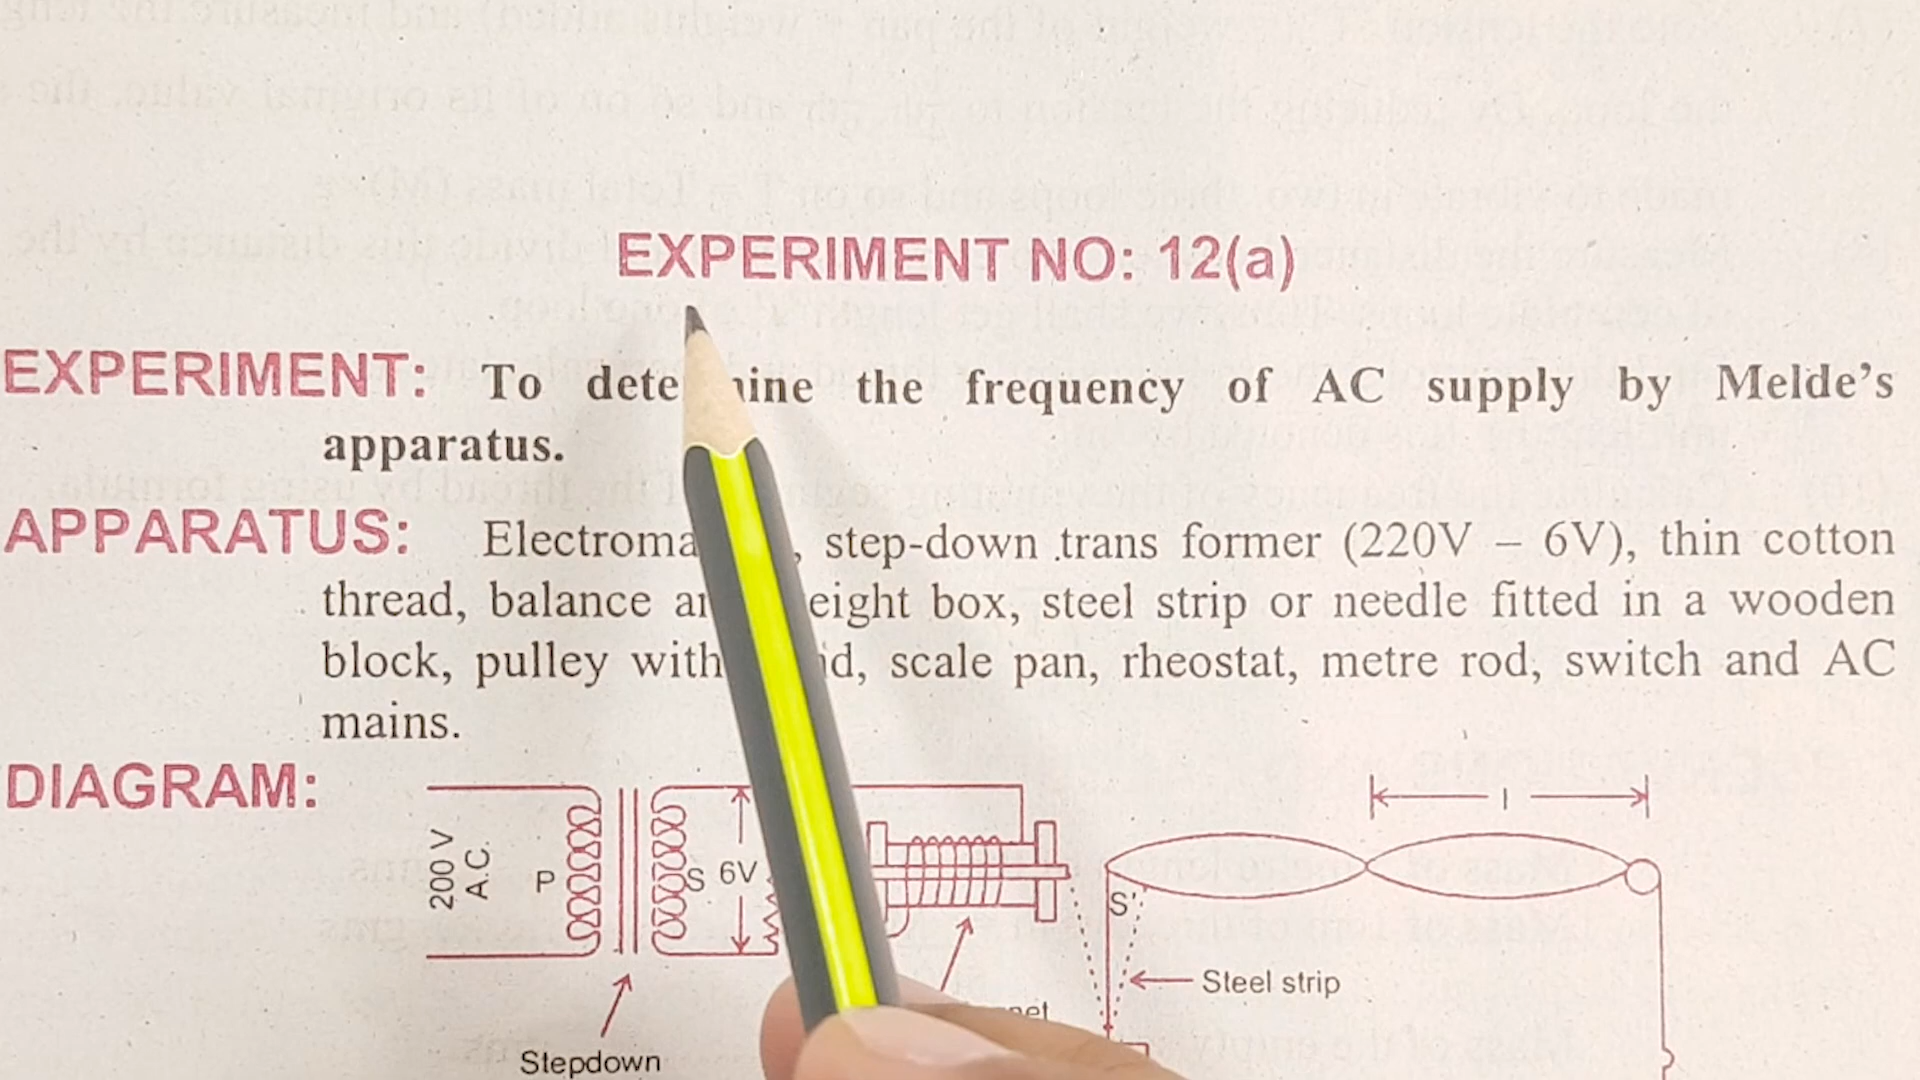 EXPERIMENT NO: 12(a)
EXPERIMENT: To dete ine the frequency of AC supply by Melde's
apparatus.
APPARATUS: Electroma , step-down trans former (220V – 6V), thin cotton
thread, balance a eight box, steel strip or needle fitted in a wooden
block, pulley with d, scale pan, rheostat, metre rod, switch and AC
mains.
DIAGRAM:
l
200 V
A.C.
P
S
6V
S'
Steel strip
net
Stepdown